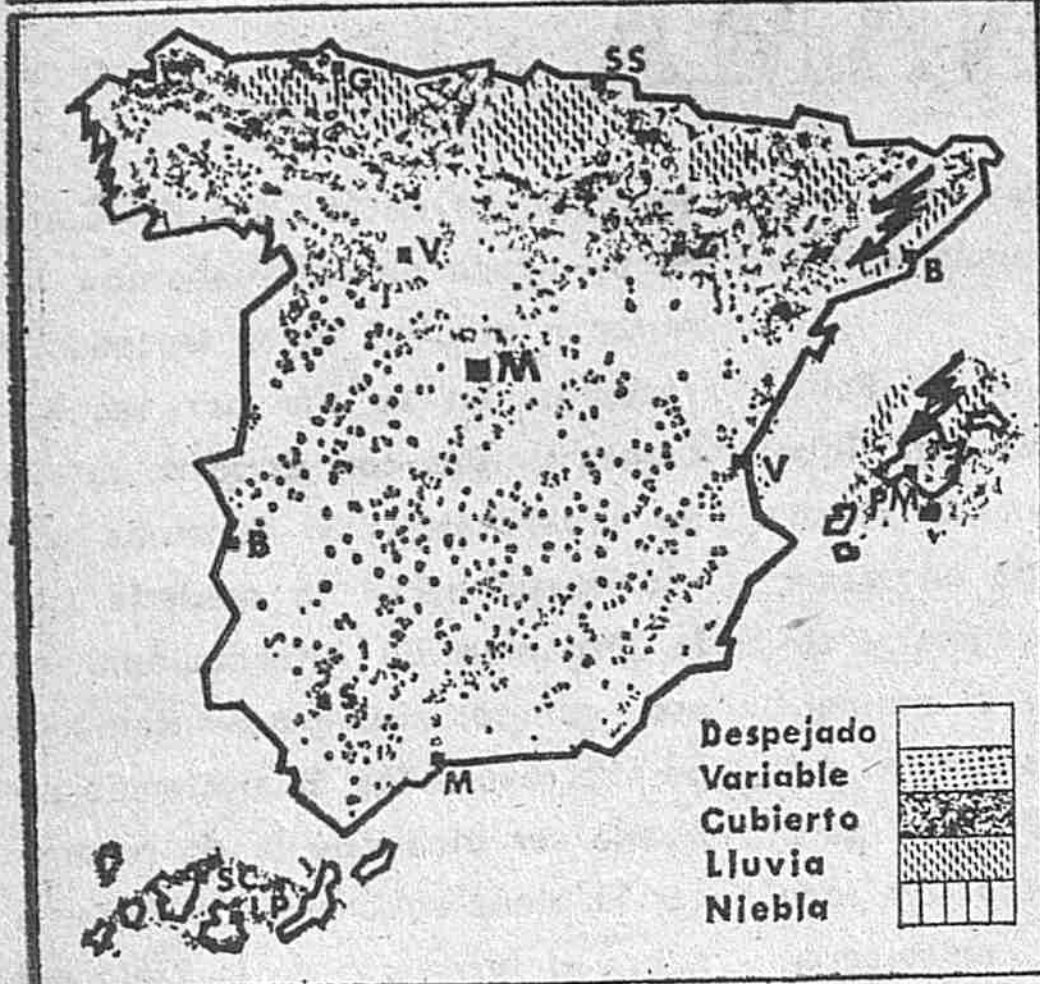 G
SS
V
B
M
V
PM
B
S
M
SC
LP
Despejado
Variable
Cubierto
Lluvia
Niebla